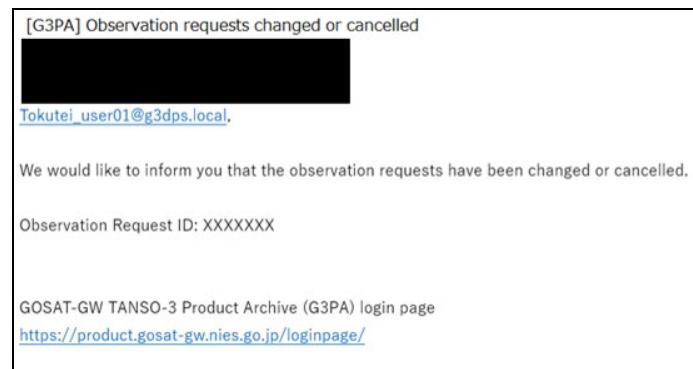 [G3PA] Observation requests changed or cancelled
Tokutei_user01@g3dps.local,
We would like to inform you that the observation requests have been changed or cancelled.
Observation Request ID: XXXXXXX
GOSAT-GW TANSO-3 Product Archive (G3PA) login page
https://product.gosat-gw.nies.go.jp/loginpage/